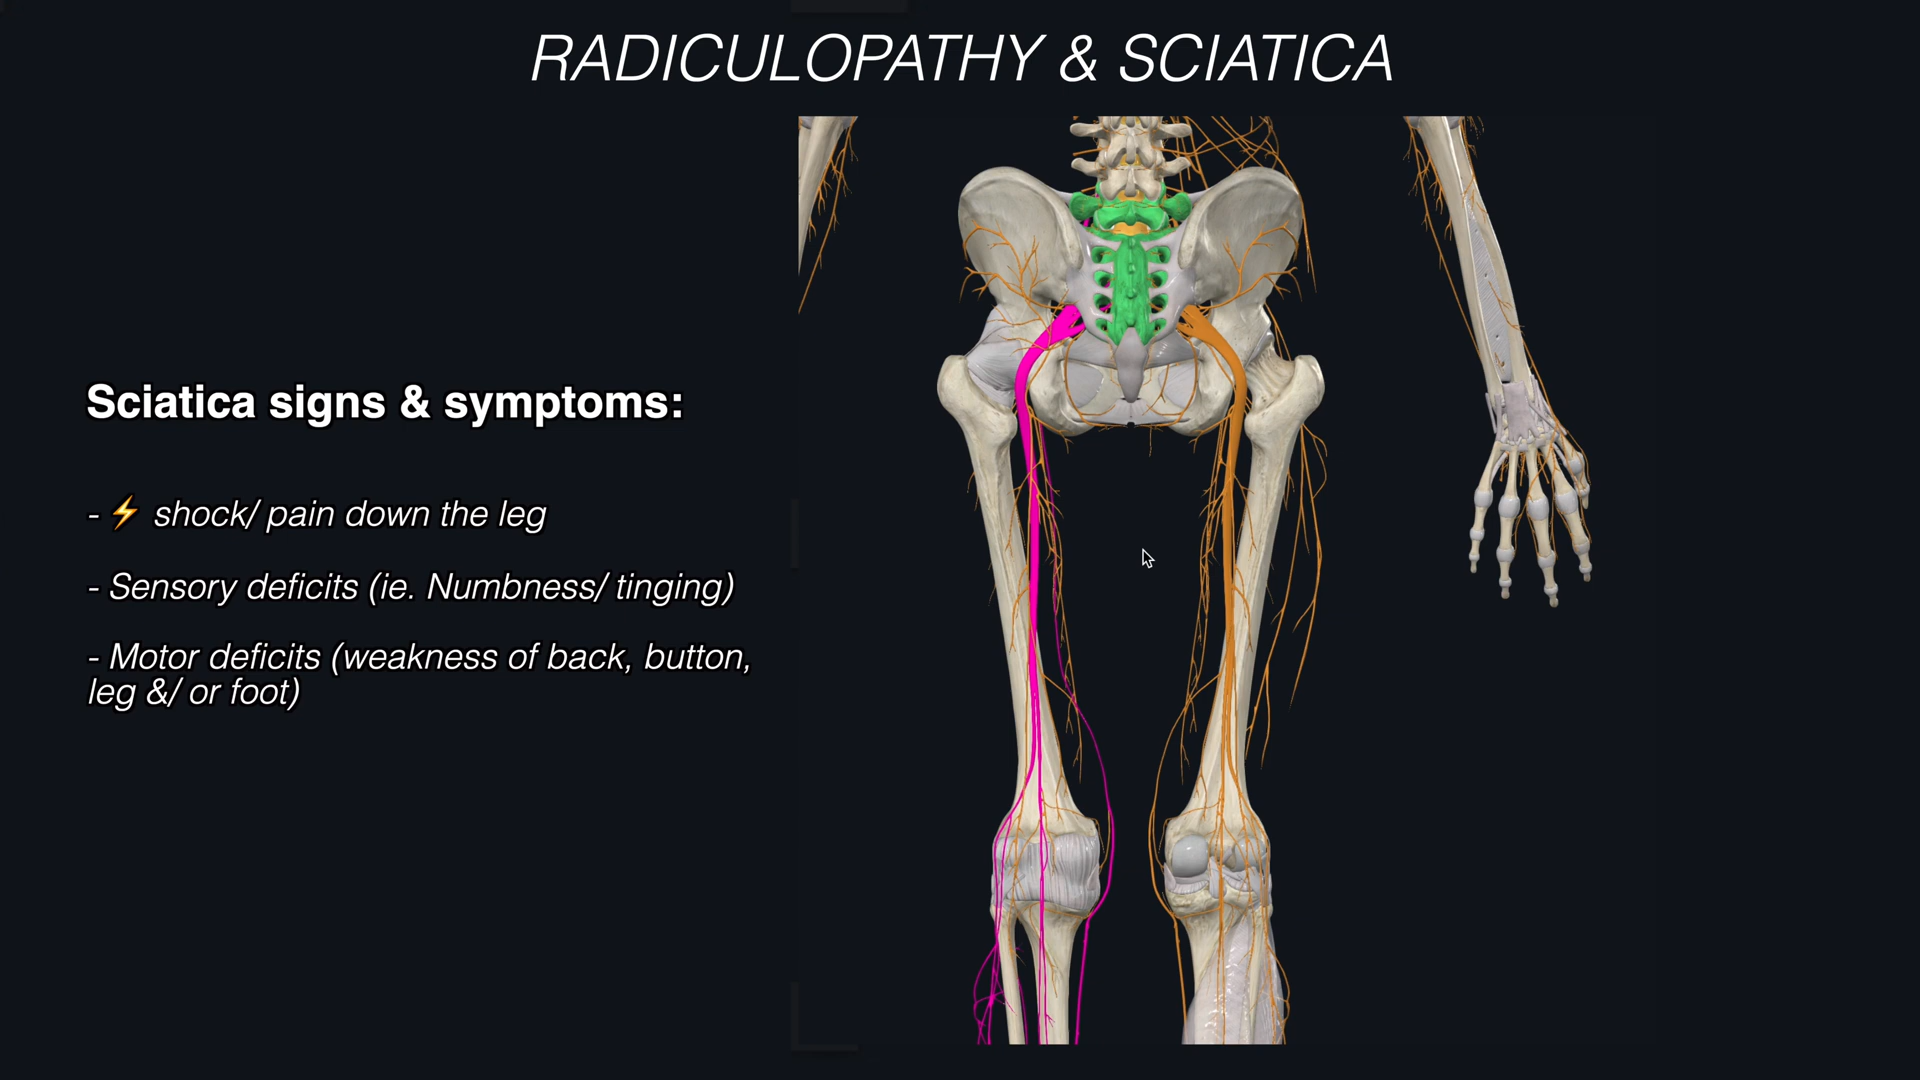 RADICULOPATHY & SCIATICA
Sciatica signs & symptoms:
- ⚡ shock/ pain down the leg
- Sensory deficits (ie. Numbness/ tinging)
- Motor deficits (weakness of back, button,
leg &/ or foot)